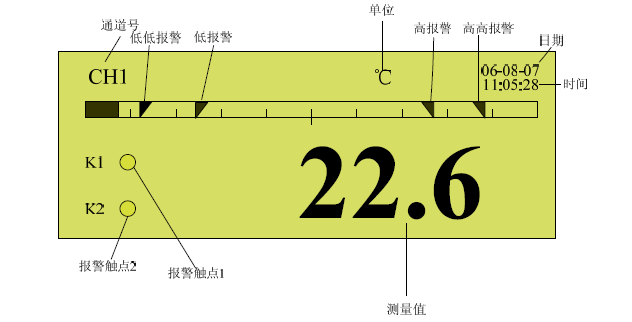 单位
通道号
低低报警
低报警
高报警
高高报警
日期
CH1
℃
06-08-07
11:05:28
时间
K1
22.6
K2
报警触点2
报警触点1
测量值